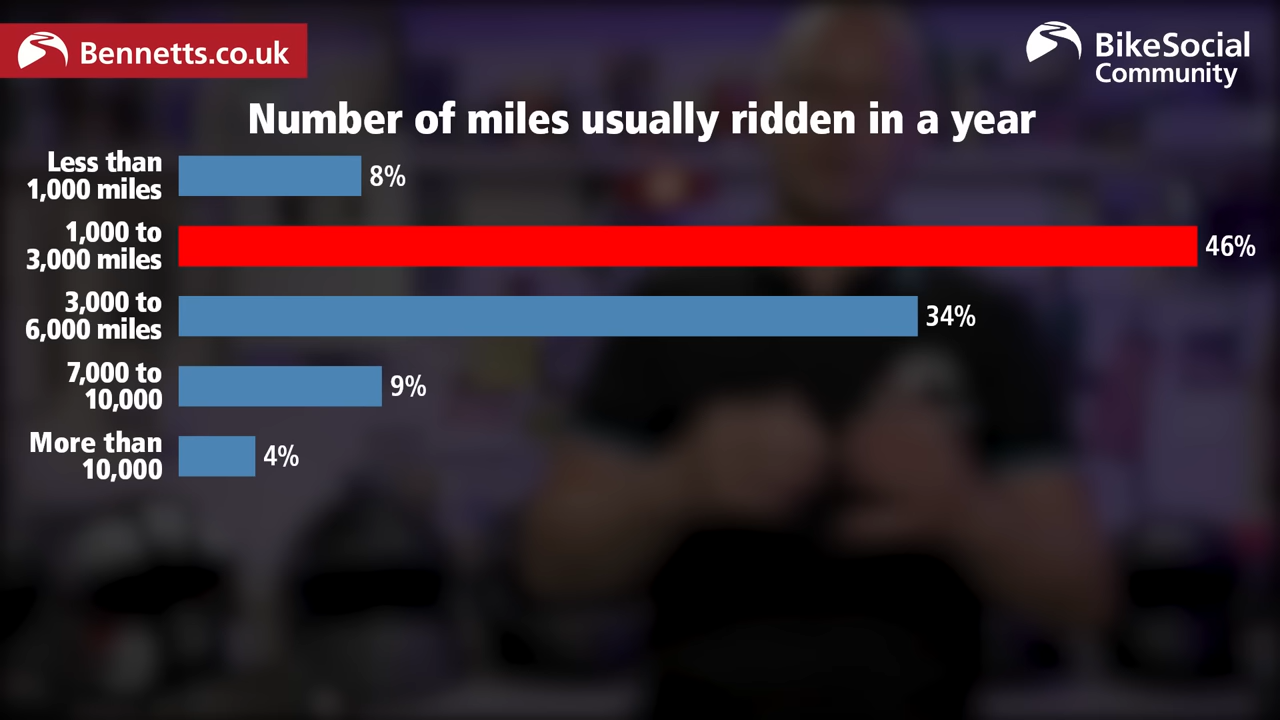 Bennetts.co.uk
BikeSocial
Community
Number of miles usually ridden in a year
Less than
1,000 miles
8%
1,000 to
3,000 miles
46%
3,000 to
6,000 miles
34%
7,000 to
10,000
9%
More than
10,000
4%